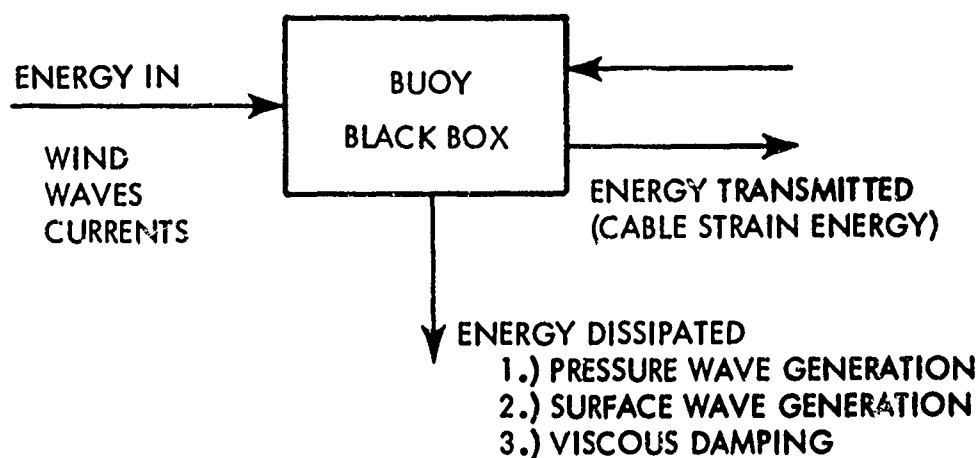 ENERGY IN
BUOY
BLACK BOX
WIND
WAVES
CURRENTS
ENERGY TRANSMITTED
(CABLE STRAIN ENERGY)
ENERGY DISSIPATED
1.) PRESSURE WAVE GENERATION
2.) SURFACE WAVE GENERATION
3.) VISCOUS DAMPING